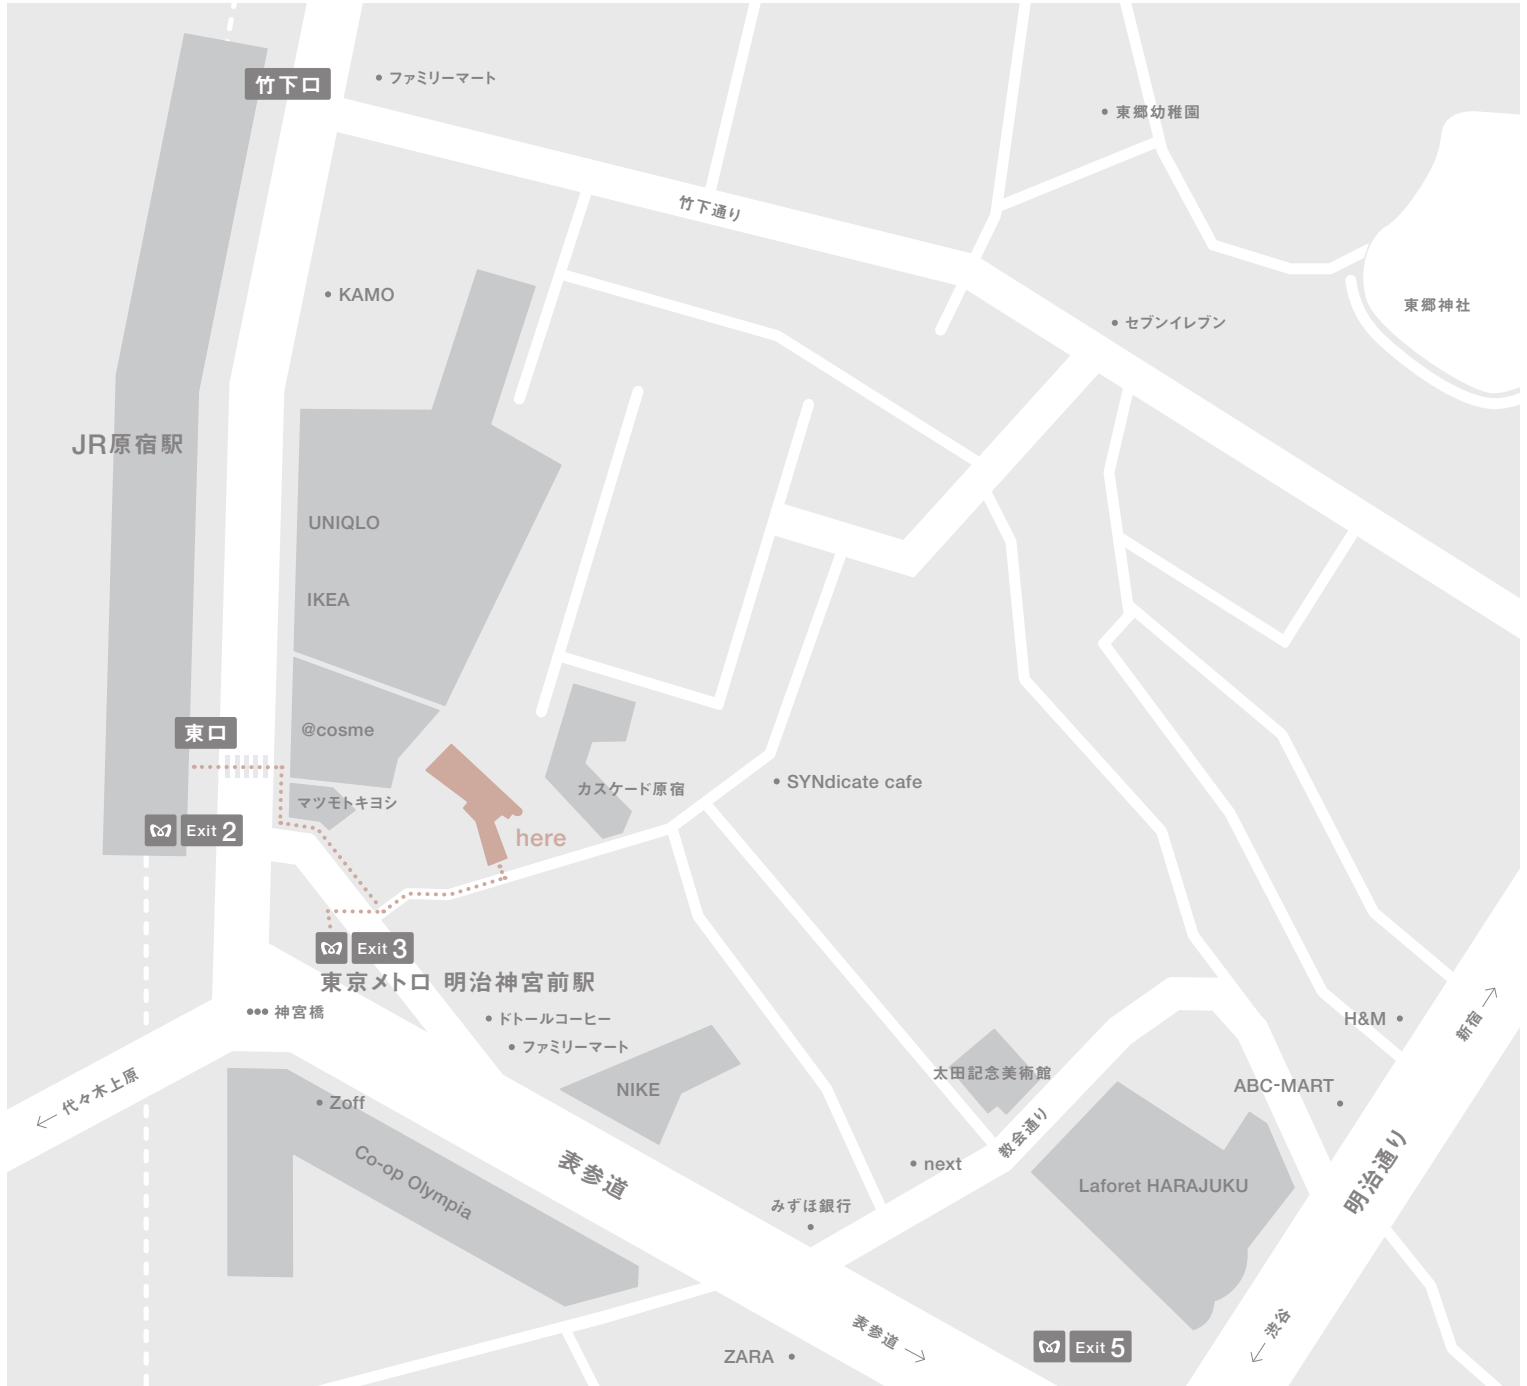 竹下口
ファミリーマート
東郷幼稚園
竹下通り
KAMO
セブンイレブン
東郷神社
JR原宿駅
UNIQLO
IKEA
東口
@cosme
マツモトキヨシ
カスケード原宿
SYNdicate cafe
Exit 2
here
Exit 3
東京メトロ 明治神宮前駅
神宮橋
ドトールコーヒー
ファミリーマート
H&M
新宿 →
太田記念美術館
NIKE
ABC-MART
← 代々木上原
Zoff
教会通り
Co-op Olympia
表参道
next
明治通り
Laforet HARAJUKU
みずほ銀行
表参道 →
← 渋谷
Exit 5
ZARA